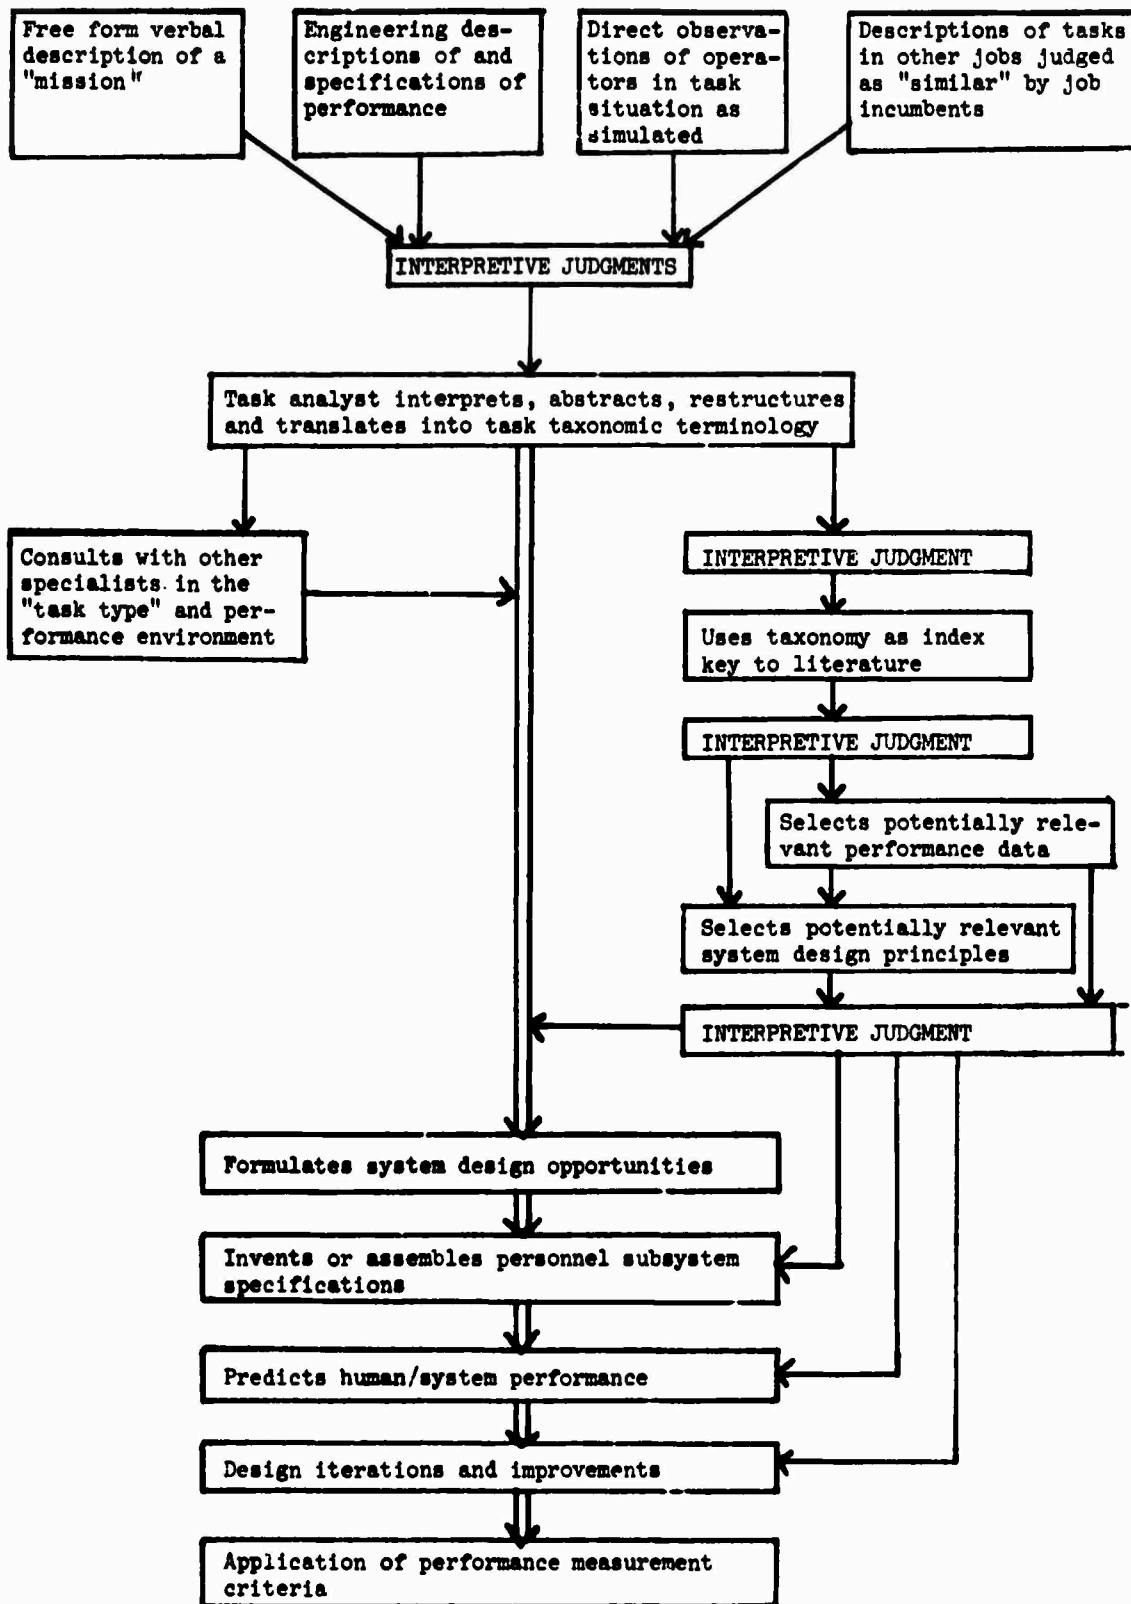 Free form verbal
description of a
"mission"
Engineering des-
criptions of and
specifications of
performance
Direct observa-
tions of opera-
tors in task
situation as
simulated
Descriptions of tasks
in other jobs judged
as "similar" by job
incumbents
INTERPRETIVE JUDGMENTS
Task analyst interprets, abstracts, restructures
and translates into task taxonomic terminology
Consults with other
specialists in the
"task type" and per-
formance environment
INTERPRETIVE JUDGMENT
Uses taxonomy as index
key to literature
INTERPRETIVE JUDGMENT
Selects potentially rele-
vant performance data
Selects potentially relevant
system design principles
INTERPRETIVE JUDGMENT
Formulates system design opportunities
Invents or assembles personnel subsystem
specifications
Predicts human/system performance
Design iterations and improvements
Application of performance measurement
criteria